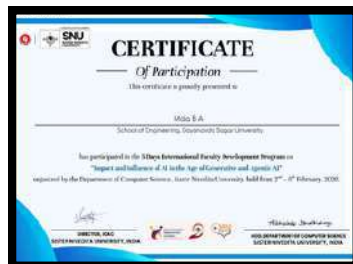 SNU
CERTIFICATE
Of Participation
This certificate is proudly presented to
Mala B A
School of Engineering, Dayananda Sagar University
has participated in the 5 Days International Faculty Development Program on
"Impact and Influence of AI in the Age of Generative and Agentic AI"
organized by the Department of Computer Science, Sister Nivedita University, held from 2nd - 6th February, 2026.
DIRECTOR, IQAC
SISTER NIVEDITA UNIVERSITY, INDIA
HOD, DEPARTMENT OF COMPUTER SCIENCE
SISTER NIVEDITA UNIVERSITY, INDIA